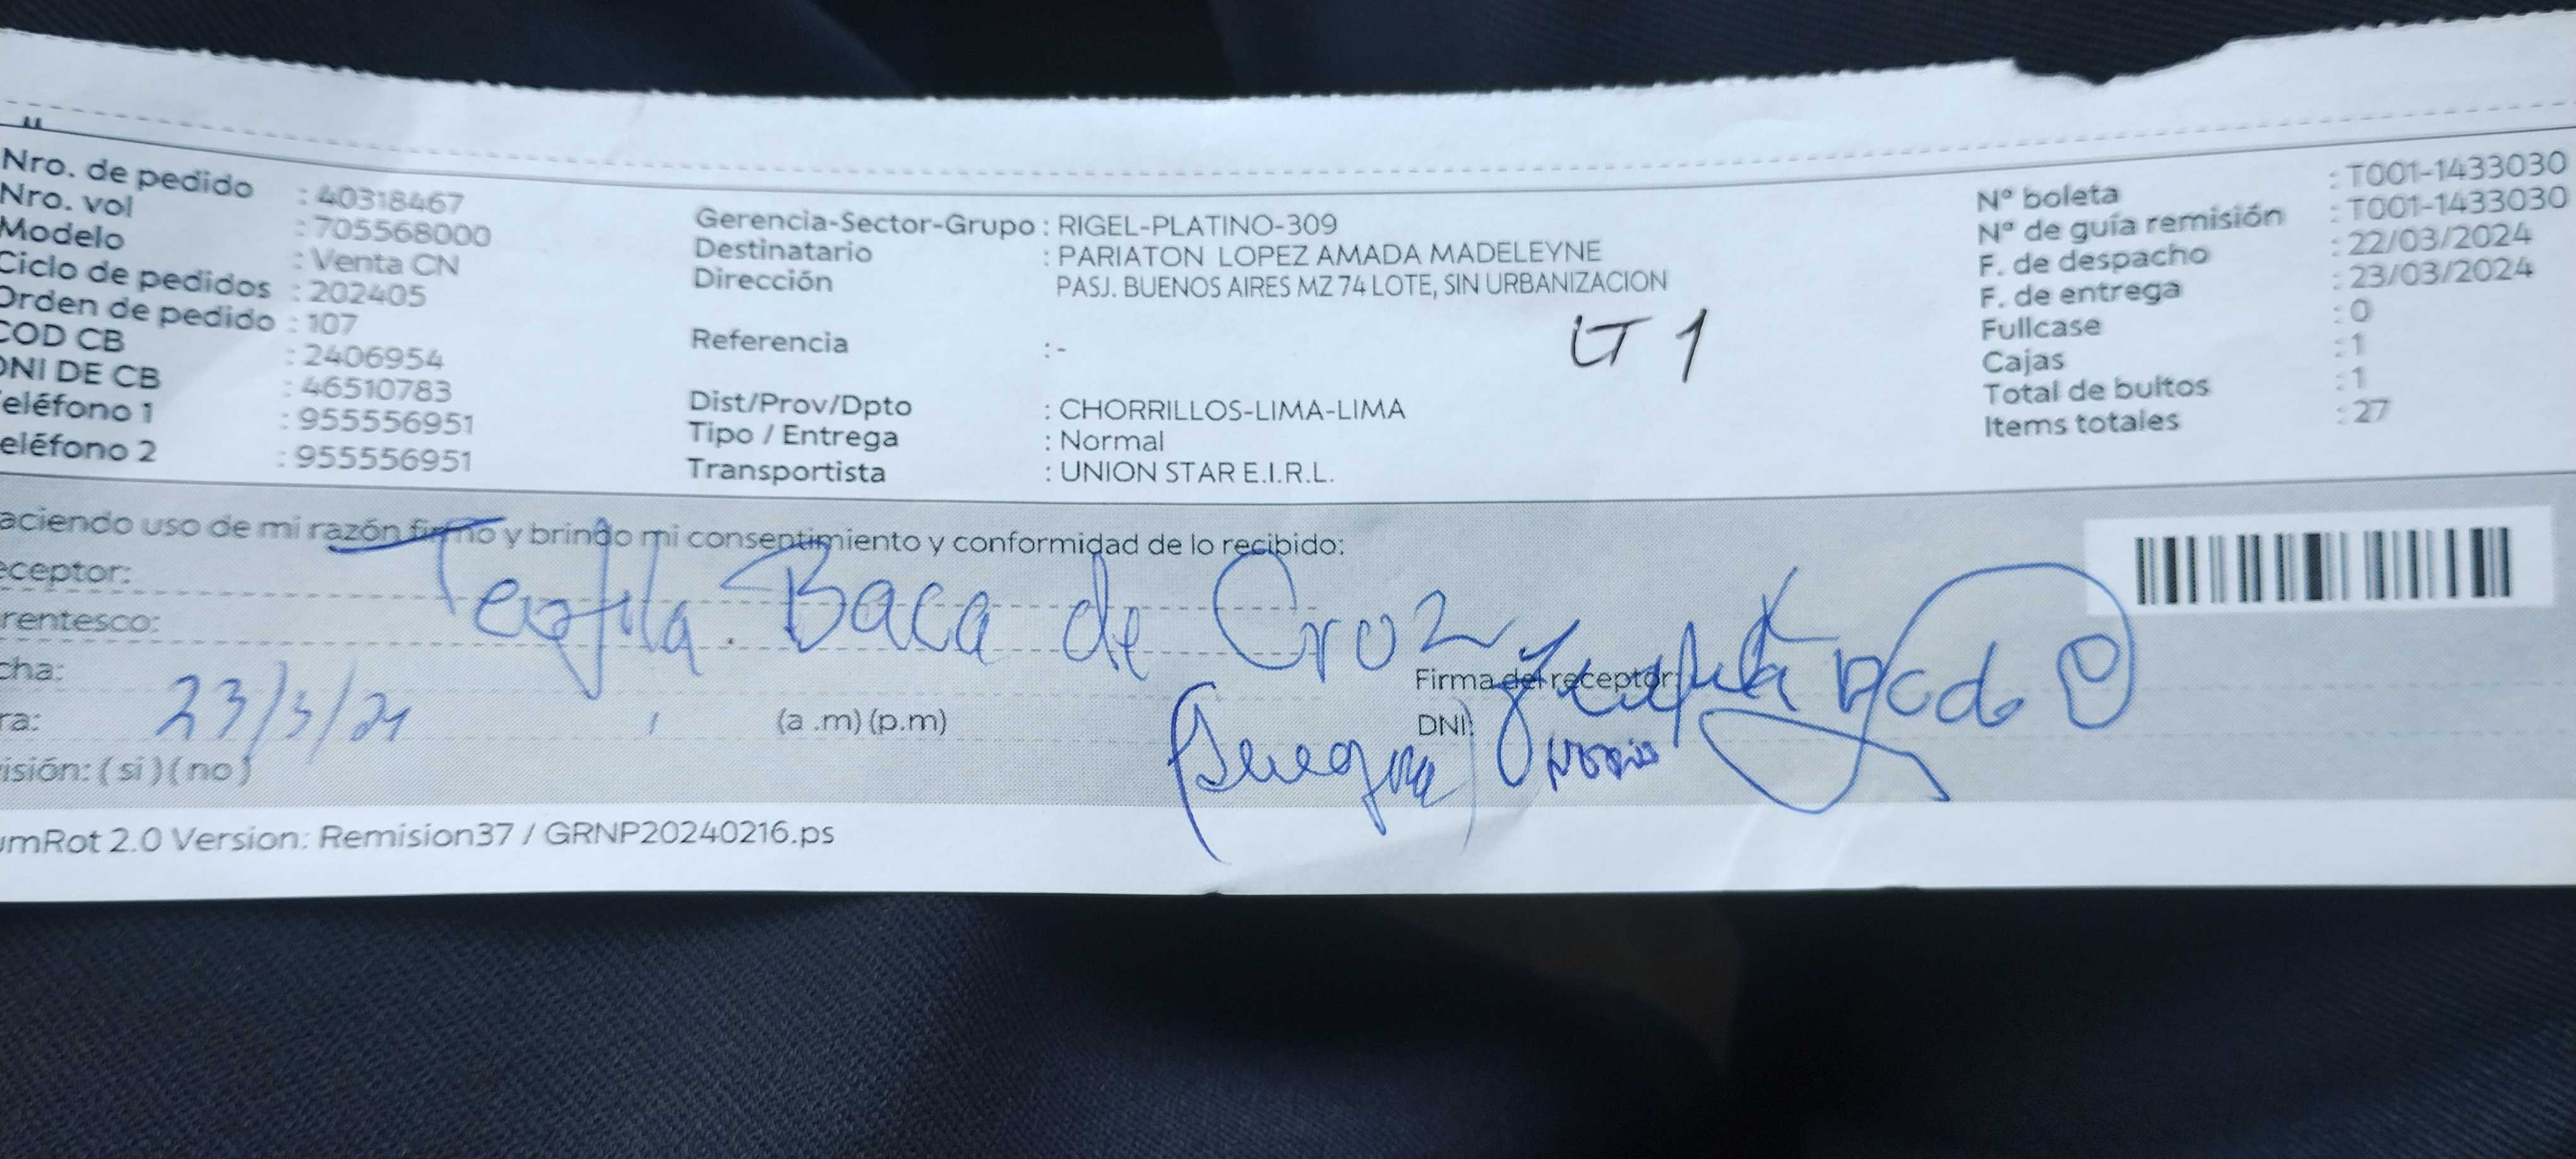 Nro. de pedido : 40318467
Nro. vol : 705568000
Modelo : Venta CN
Ciclo de pedidos : 202405
Orden de pedido : 107
COD CB : 2406954
DNI DE CB : 46510783
eléfono 1 : 955556951
eléfono 2 : 955556951
Gerencia-Sector-Grupo : RIGEL-PLATINO-309
Destinatario : PARIATON LOPEZ AMADA MADELEYNE
Dirección PASJ. BUENOS AIRES MZ 74 LOTE, SIN URBANIZACION
LT 1
Referencia : -
Dist/Prov/Dpto : CHORRILLOS-LIMA-LIMA
Tipo / Entrega : Normal
Transportista : UNION STAR E.I.R.L.
Nº boleta : T001-1433030
Nº de guía remisión : T001-1433030
F. de despacho : 22/03/2024
F. de entrega : 23/03/2024
Fullcase : 0
Cajas : 1
Total de bultos : 1
Items totales : 27
aciendo uso de mi razón firmo y brindo mi consentimiento y conformidad de lo recibido:
eceptor:
Teofila Baca de Cruz
rentesco:
cha: 23/3/24
Firma del receptor:
ra: (a .m) (p.m)
DNI:
(Suegra)
isión: ( si ) ( no )
umRot 2.0 Version: Remision37 / GRNP20240216.ps